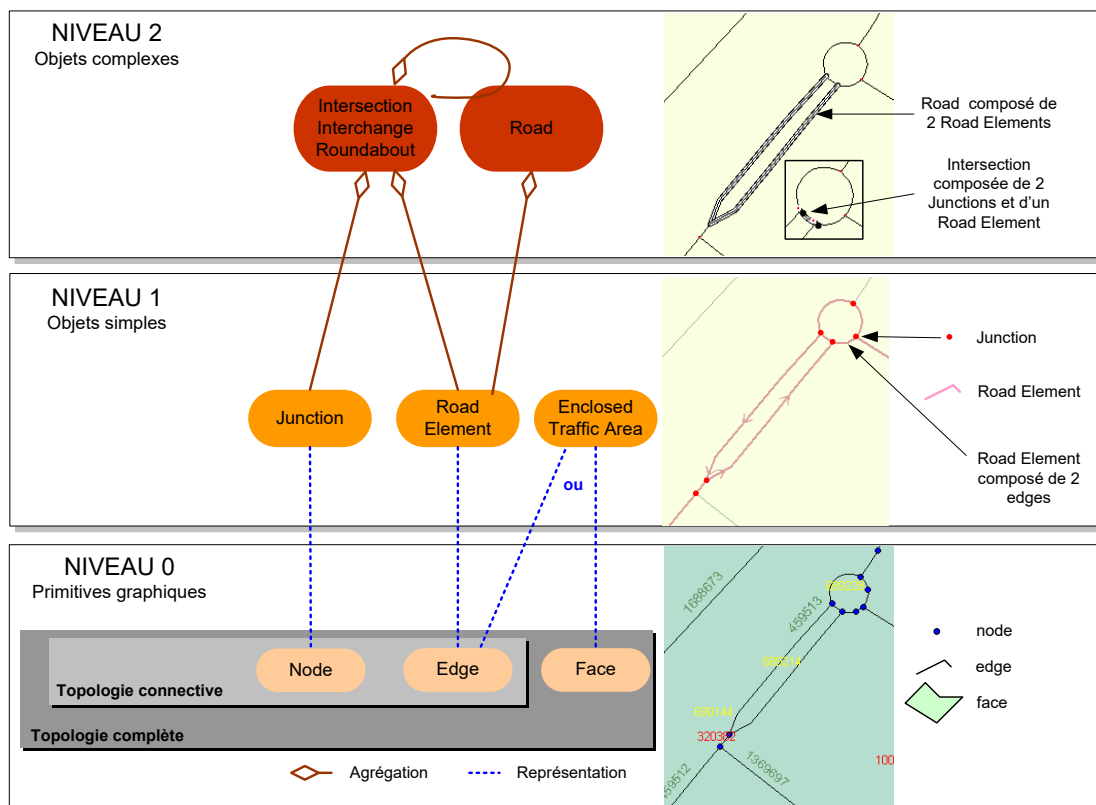 NIVEAU 2
Objets complexes
Intersection
Interchange
Roundabout
Road
Road composé de
2 Road Elements
Intersection
composée de 2
Junctions et d'un
Road Element
NIVEAU 1
Objets simples
Junction
Road
Element
Enclosed
Traffic Area
ou
Junction
Road Element
Road Element
composé de 2
edges
NIVEAU 0
Primitives graphiques
Node
Edge
Face
Topologie connective
Topologie complète
Agrégation
Représentation
1688673
459513
690144
1369697
100
node
edge
face